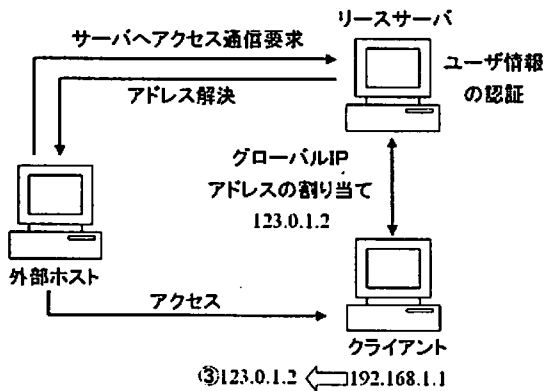 リースサーバ
サーバへアクセス通信要求
ユーザ情報
の認証
アドレス解決
グローバルIP
アドレスの割り当て
123.0.1.2
外部ホスト
アクセス
クライアント
③123.0.1.2
192.168.1.1